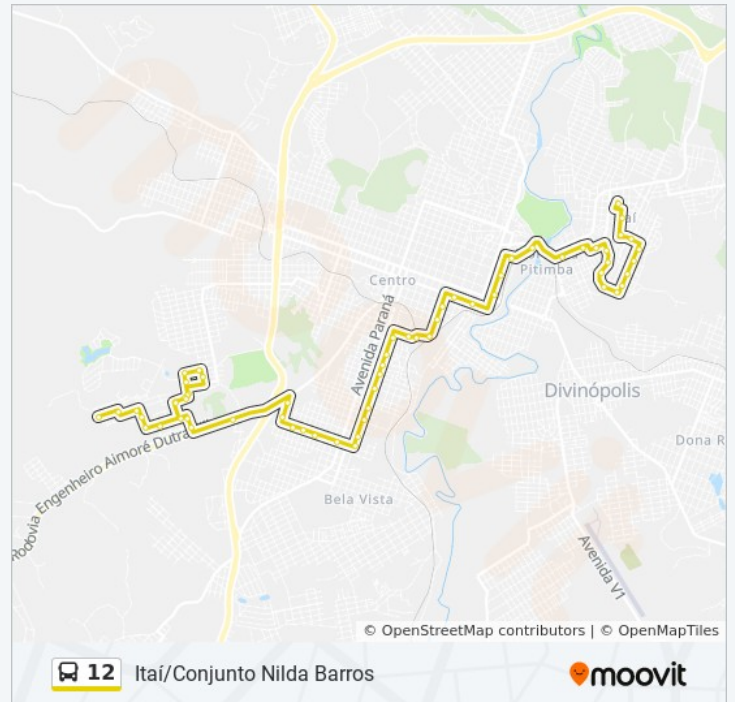 Itaí
Pitimba
Centro
Avenida Paraná
Divinópolis
Rodovia Engenheiro Aimoré Dutra
Dona R
Bela Vista
Avenida V1
© OpenStreetMap contributors | © OpenMapTiles
12 Itaí/Conjunto Nilda Barros
moovit